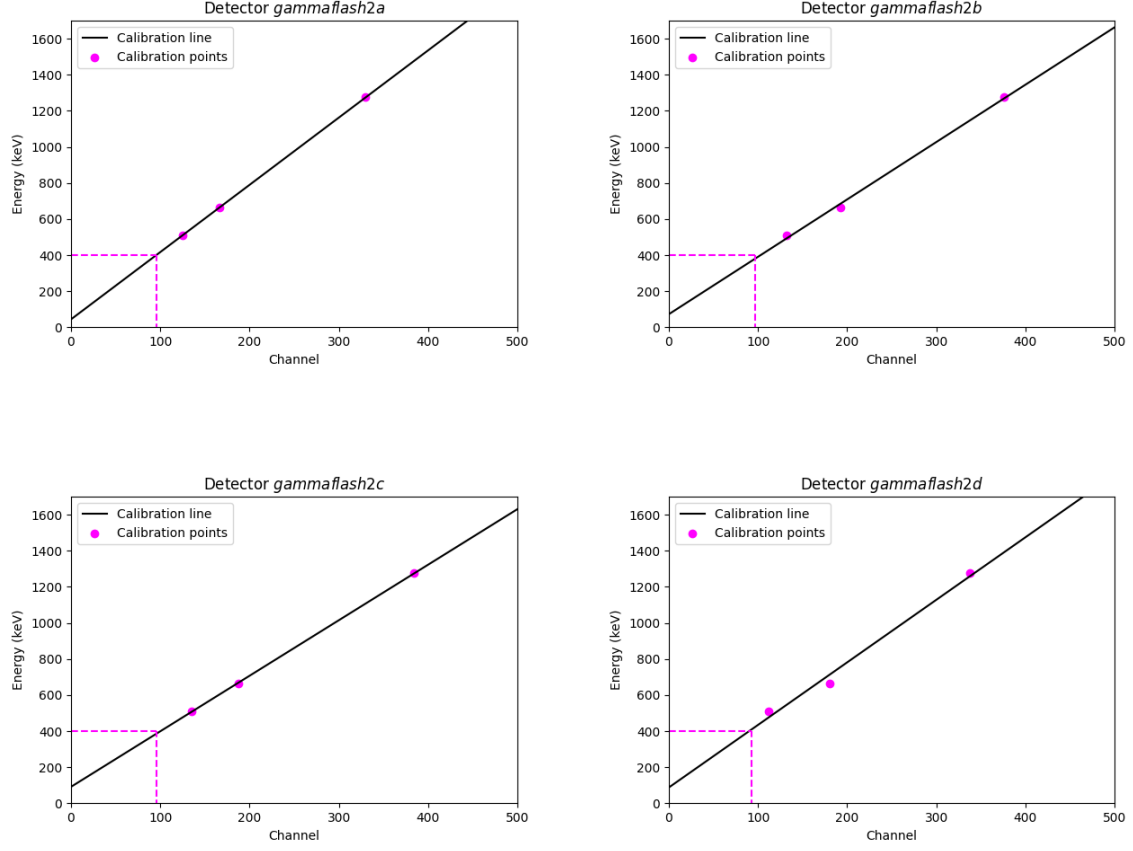 Detector gammaflash2a
Calibration line
Calibration points
1600
1400
1200
1000
800
600
400
200
0
Energy (keV)
0 100 200 300 400 500
Channel
Detector gammaflash2b
Calibration line
Calibration points
1600
1400
1200
1000
800
600
400
200
0
Energy (keV)
0 100 200 300 400 500
Channel
Detector gammaflash2c
Calibration line
Calibration points
1600
1400
1200
1000
800
600
400
200
0
Energy (keV)
0 100 200 300 400 500
Channel
Detector gammaflash2d
Calibration line
Calibration points
1600
1400
1200
1000
800
600
400
200
0
Energy (keV)
0 100 200 300 400 500
Channel